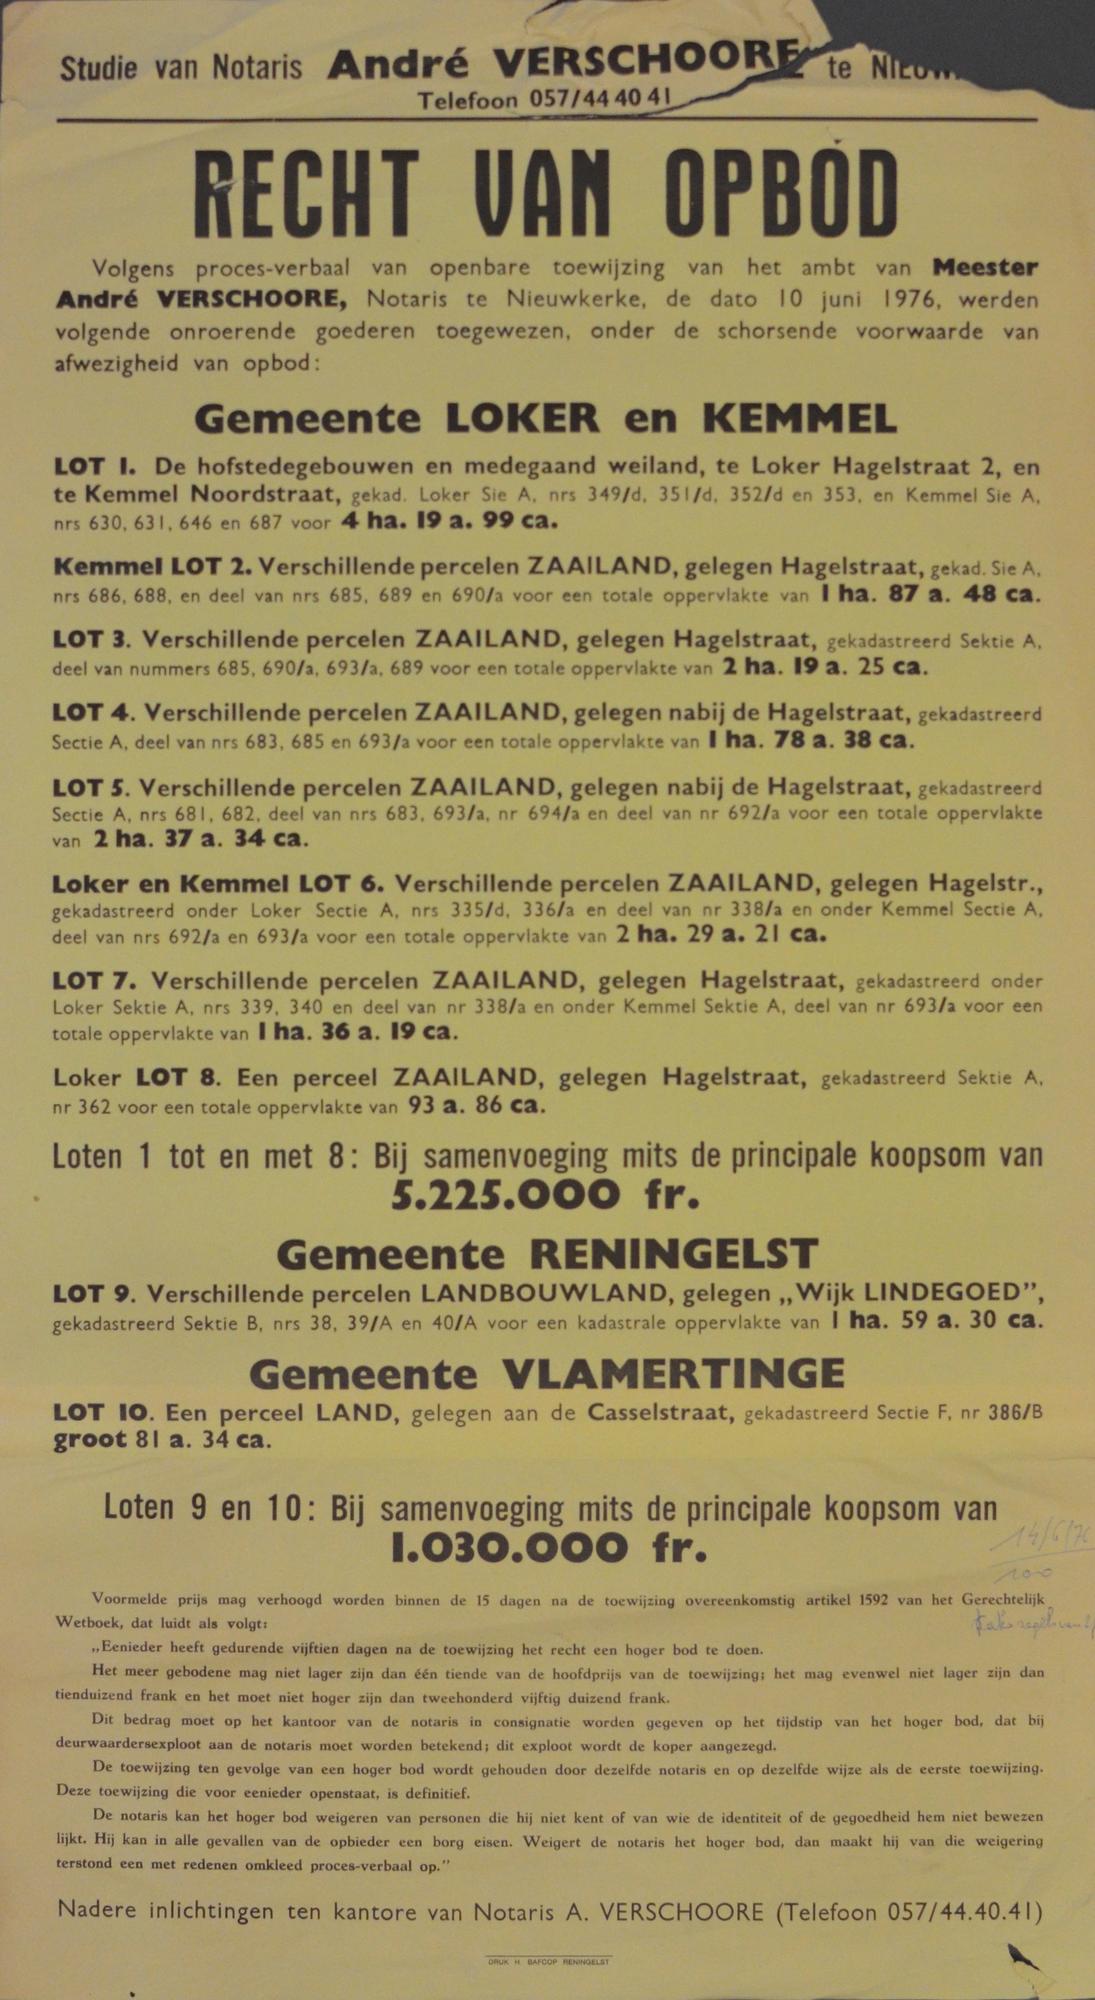 Studie van Notaris André VERSCHOORE te
Telefoon 057/44 40 41
RECHT VAN OPBOD
Volgens proces-verbaal van openbare toewijzing van het ambt van Meester
André VERSCHOORE, Notaris te Nieuwkerke, de dato 10 juni 1976, werden
volgende onroerende goederen toegewezen, onder de schorsende voorwaarde van
afwezigheid van opbod:
Gemeente LOKER en KEMMEL
LOT 1. De hofstedegebouwen en medegaand weiland, te Loker Hagelstraat 2, en
te Kemmel Noordstraat, gekad. Loker Sie A, nrs 349/d, 351/d, 352/d en 353, en Kemmel Sie A,
nrs 630, 631, 646 en 687 voor 4 ha. 19 a. 99 ca.
Kemmel LOT 2. Verschillende percelen ZAAILAND, gelegen Hagelstraat, gekad. Sie A,
nrs 686, 688, en deel van nrs 685, 689 en 690/a voor een totale oppervlakte van 1 ha. 87 a. 48 ca.
LOT 3. Verschillende percelen ZAAILAND, gelegen Hagelstraat, gekadastreerd Sektie A,
deel van nummers 685, 690/a, 693/a, 689 voor een totale oppervlakte van 2 ha. 19 a. 25 ca.
LOT 4. Verschillende percelen ZAAILAND, gelegen nabij de Hagelstraat, gekadastreerd
Sectie A, deel van nrs 683, 685 en 693/a voor een totale oppervlakte van 1 ha. 78 a. 38 ca.
LOT 5. Verschillende percelen ZAAILAND, gelegen nabij de Hagelstraat, gekadastreerd
Sectie A, nrs 681, 682, deel van nrs 683, 693/a, nr 694/a en deel van nr 692/a voor een totale oppervlakte
van 2 ha. 37 a. 34 ca.
Loker en Kemmel LOT 6. Verschillende percelen ZAAILAND, gelegen Hagelstr.,
gekadastreerd onder Loker Sectie A, nrs 335/d, 336/a en deel van nr 338/a en onder Kemmel Sectie A,
deel van nrs 692/a en 693/a voor een totale oppervlakte van 2 ha. 29 a. 21 ca.
LOT 7. Verschillende percelen ZAAILAND, gelegen Hagelstraat, gekadastreerd onder
Loker Sektie A, nrs 339, 340 en deel van nr 338/a en onder Kemmel Sektie A, deel van nr 693/a voor een
totale oppervlakte van 1 ha. 36 a. 19 ca.
Loker LOT 8. Een perceel ZAAILAND, gelegen Hagelstraat, gekadastreerd Sektie A,
nr 362 voor een totale oppervlakte van 93 a. 86 ca.
Loten 1 tot en met 8: Bij samenvoeging mits de principale koopsom van
5.225.000 fr.
Gemeente RENINGELST
LOT 9. Verschillende percelen LANDBOUWLAND, gelegen „Wijk LINDEGOED”,
gekadastreerd Sektie B, nrs 38, 39/A en 40/A voor een kadastrale oppervlakte van 1 ha. 59 a. 30 ca.
Gemeente VLAMERTINGE
LOT 10. Een perceel LAND, gelegen aan de Casselstraat, gekadastreerd Sectie F, nr 386/B
groot 81 a. 34 ca.
Loten 9 en 10: Bij samenvoeging mits de principale koopsom van
1.030.000 fr.
14/6/76
100
Voormelde prijs mag verhoogd worden binnen de 15 dagen na de toewijzing overeenkomstig artikel 1592 van het Gerechtelijk
Wetboek, dat luidt als volgt:
„Eenieder heeft gedurende vijftien dagen na de toewijzing het recht een hoger bod te doen.
Het meer gebodene mag niet lager zijn dan één tiende van de hoofdprijs van de toewijzing; het mag evenwel niet lager zijn dan
tienduizend frank en het moet niet hoger zijn dan tweehonderd vijftig duizend frank.
Dit bedrag moet op het kantoor van de notaris in consignatie worden gegeven op het tijdstip van het hoger bod, dat bij
deurwaardersexploot aan de notaris moet worden betekend; dit exploot wordt de koper aangezegd.
De toewijzing ten gevolge van een hoger bod wordt gehouden door dezelfde notaris en op dezelfde wijze als de eerste toewijzing.
Deze toewijzing die voor eenieder openstaat, is definitief.
De notaris kan het hoger bod weigeren van personen die hij niet kent of van wie de identiteit of de gegoedheid hem niet bewezen
lijkt. Hij kan in alle gevallen van de opbieder een borg eisen. Weigert de notaris het hoger bod, dan maakt hij van die weigering
terstond een met redenen omkleed proces-verbaal op.”
Nadere inlichtingen ten kantore van Notaris A. VERSCHOORE (Telefoon 057/44.40.41)
DRUK H. BAFCOP RENINGELST